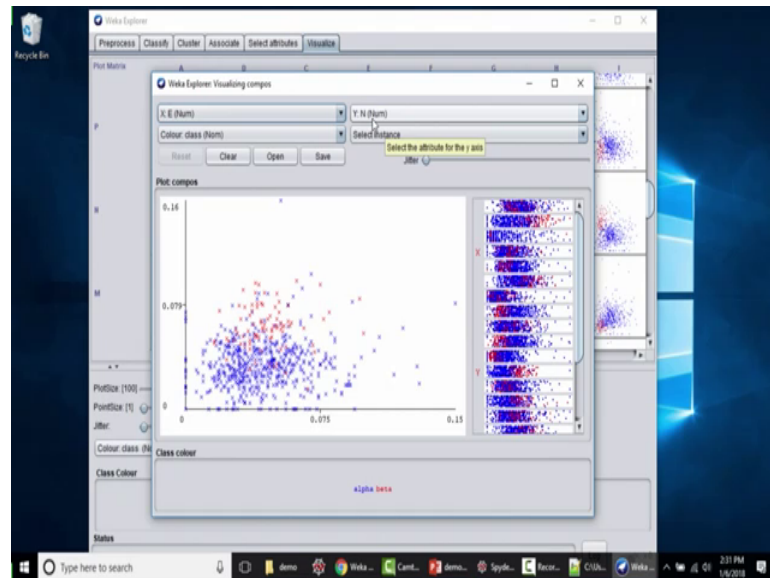 Recycle Bin
Weka Explorer
Preprocess Classify Cluster Associate Select attributes Visualize
Plot Matrix A B C E F G H I
Weka Explorer: Visualizing compos
X: E (Num) Y: N (Num)
Colour: class (Nom) Select Instance
Select the attribute for the y axis
Reset Clear Open Save Jitter
Plot: compos
P
0.16
N
X
0.079
M
Y
PlotSize: [100]
PointSize: [1]
0
0 0.075 0.15
Jitter:
Colour: class (No
Class colour
Class Colour
alpha beta
Status
Type here to search demo Weka ... Camt... demo... Spyde... Recor... C:\Us... Weka ... 2:31 PM
1/6/2018